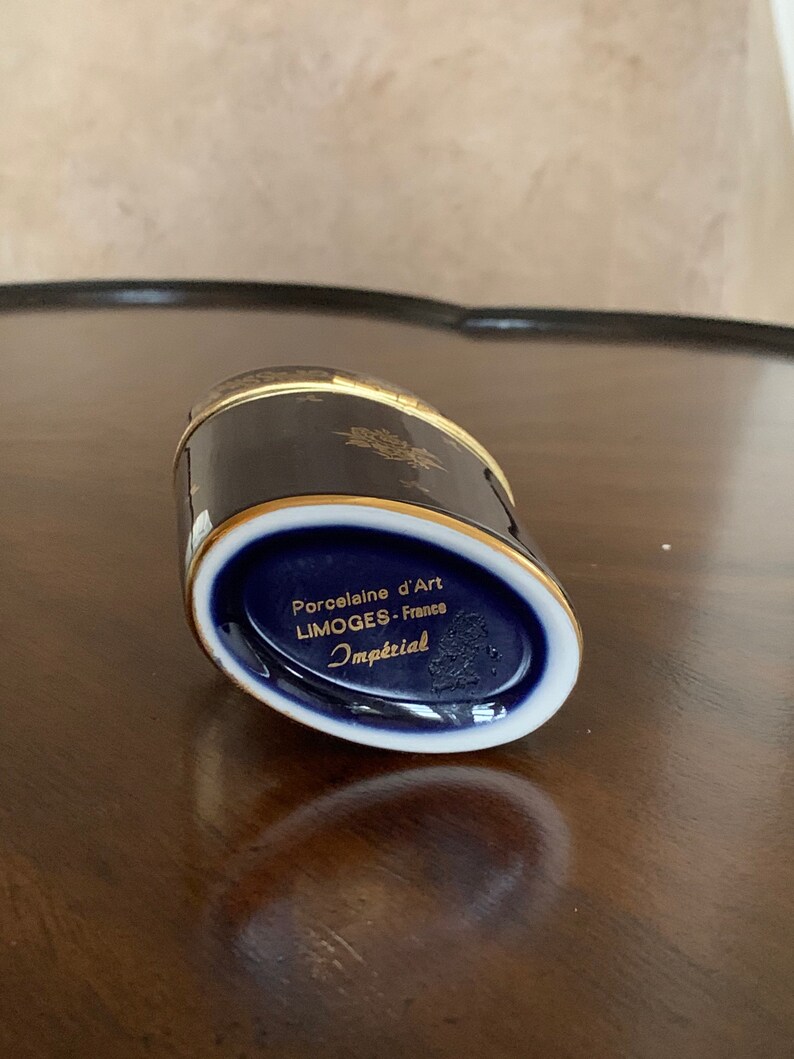 Porcelaine d'Art
LIMOGES - France
Impérial